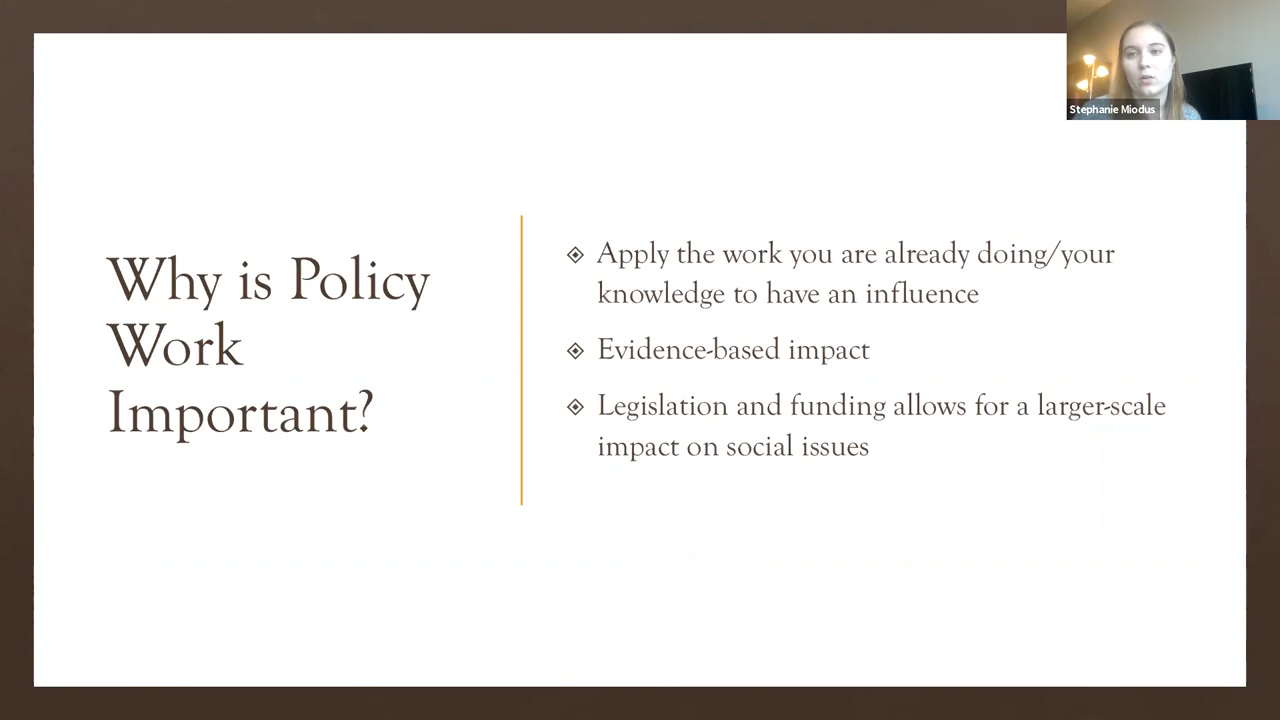 Stephanie Miodus
Why is Policy
Work
Important?
Apply the work you are already doing/your
knowledge to have an influence
Evidence-based impact
Legislation and funding allows for a larger-scale
impact on social issues